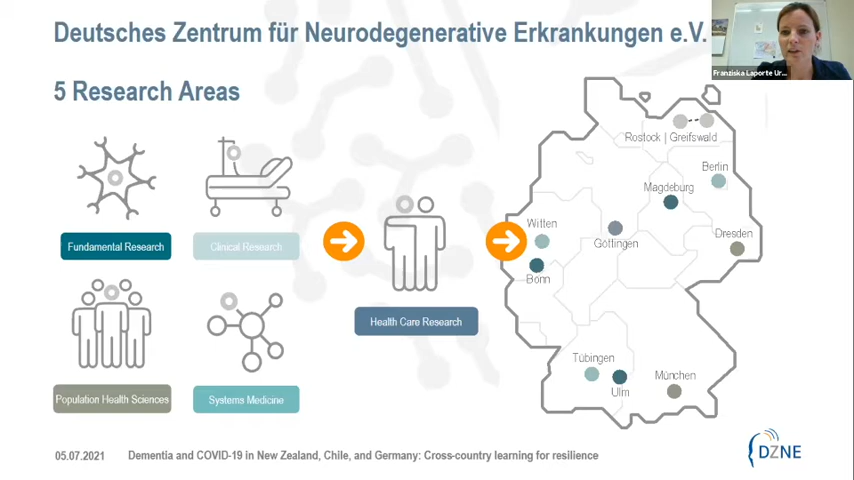 Deutsches Zentrum für Neurodegenerative Erkrankungen e.V.
Franziska Laporte Ur...
5 Research Areas
Rostock | Greifswald
Berlin
Magdeburg
Witten
Göttingen
Dresden
Bonn
Fundamental Research
Clinical Research
Health Care Research
Tübingen
München
Ulm
Population Health Sciences
Systems Medicine
05.07.2021
Dementia and COVID-19 in New Zealand, Chile, and Germany: Cross-country learning for resilience
DZNE